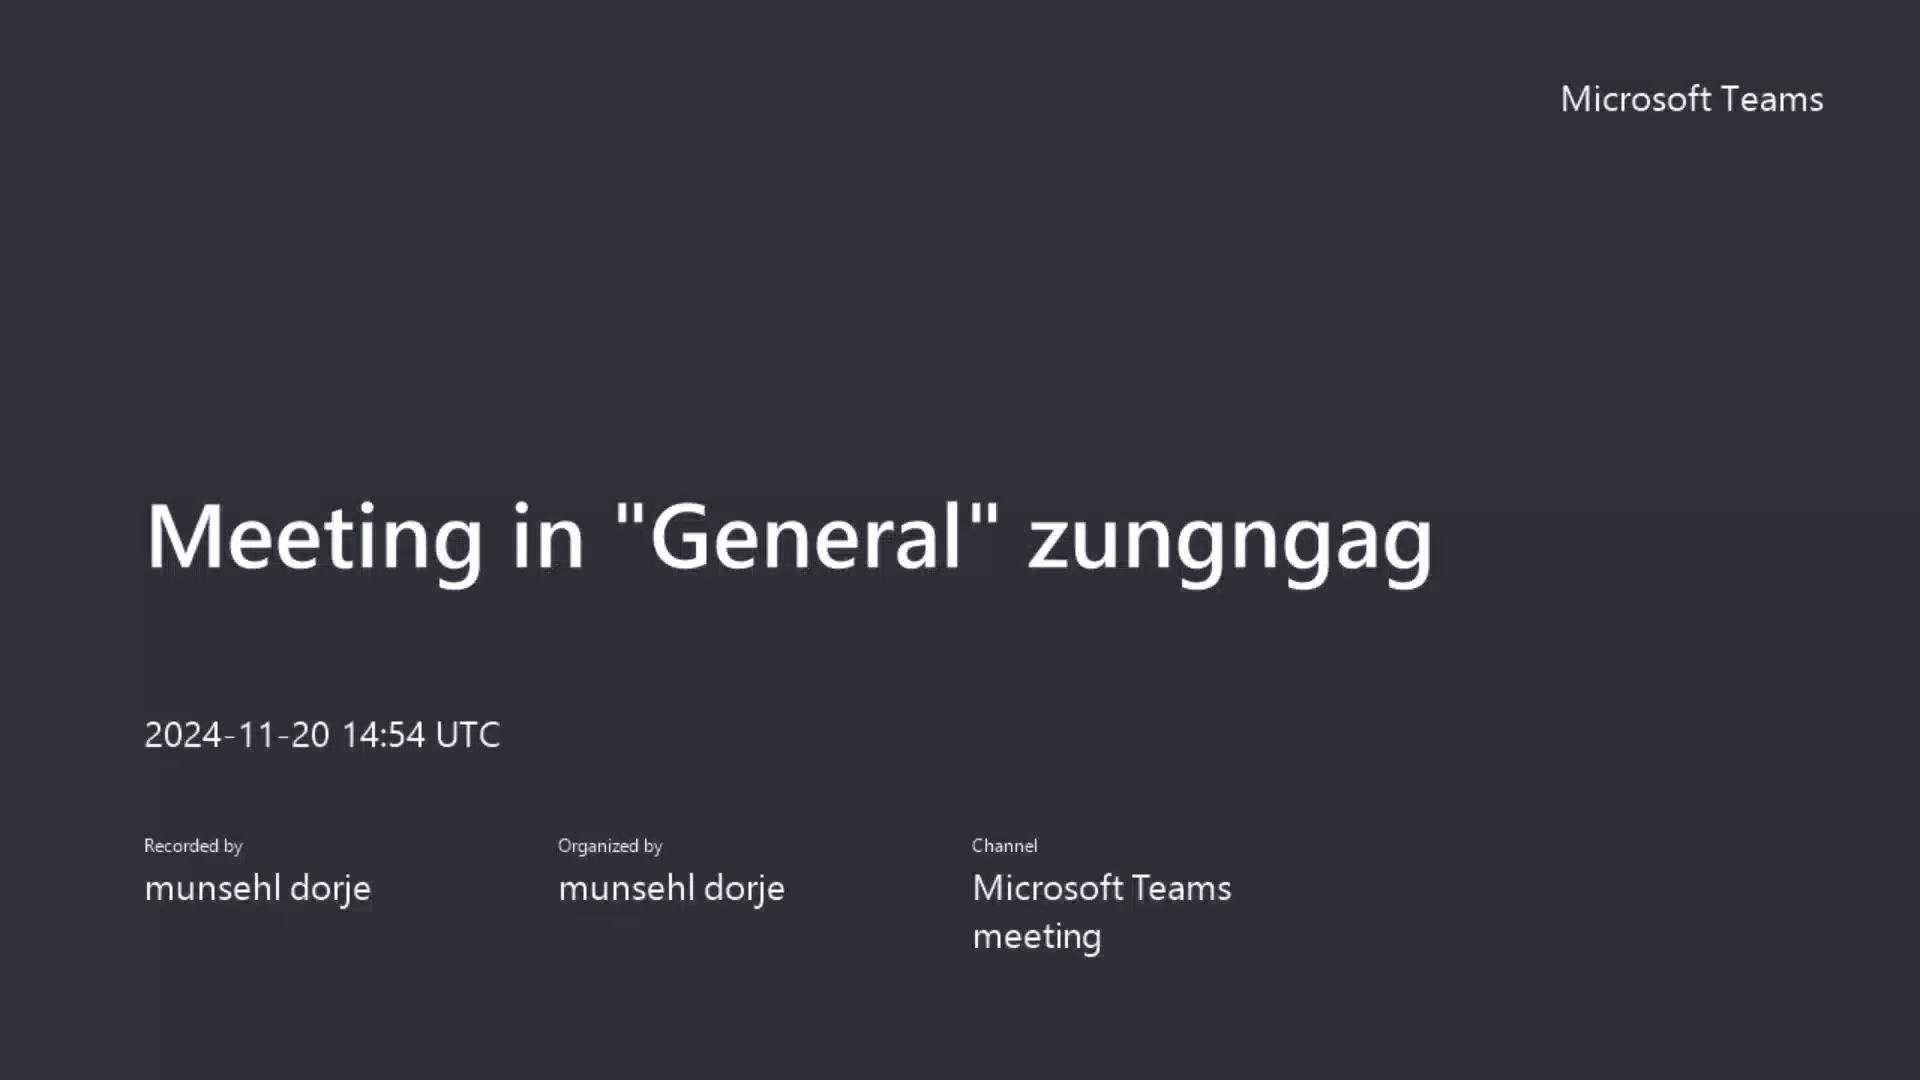 Microsoft Teams
Meeting in "General" zungngag
2024-11-20 14:54 UTC
Recorded by
munsehl dorje
Organized by
munsehl dorje
Channel
Microsoft Teams
meeting